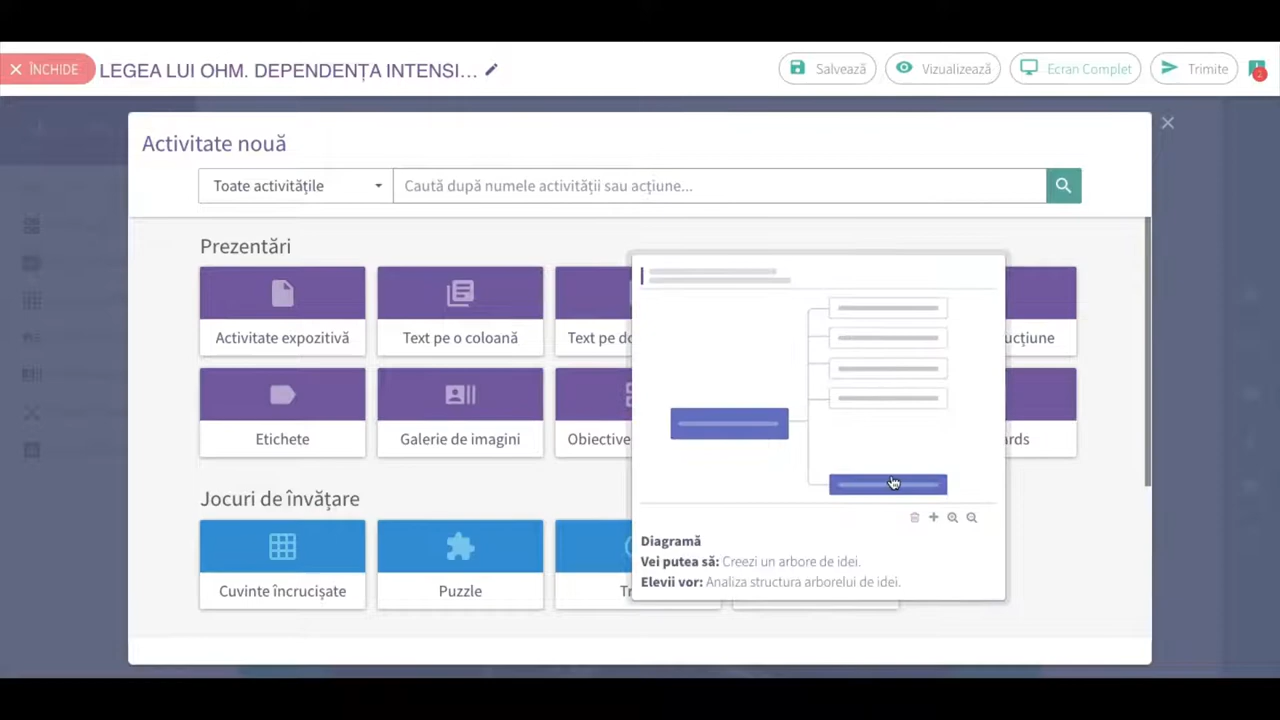 ÎNCHIDE
LEGEA LUI OHM. DEPENDENȚA INTENSI...
Salvează
Vizualizează
Ecran Complet
Trimite
2
Activitate nouă
Toate activitățile
Caută după numele activității sau acțiune...
Prezentări
Activitate expozitivă
Text pe o coloană
Text pe do
ucțiune
Etichete
Galerie de imagini
Obiective
rds
Jocuri de învățare
Cuvinte încrucișate
Puzzle
Tr
Diagramă
Vei putea să: Creezi un arbore de idei.
Elevii vor: Analiza structura arborelui de idei.